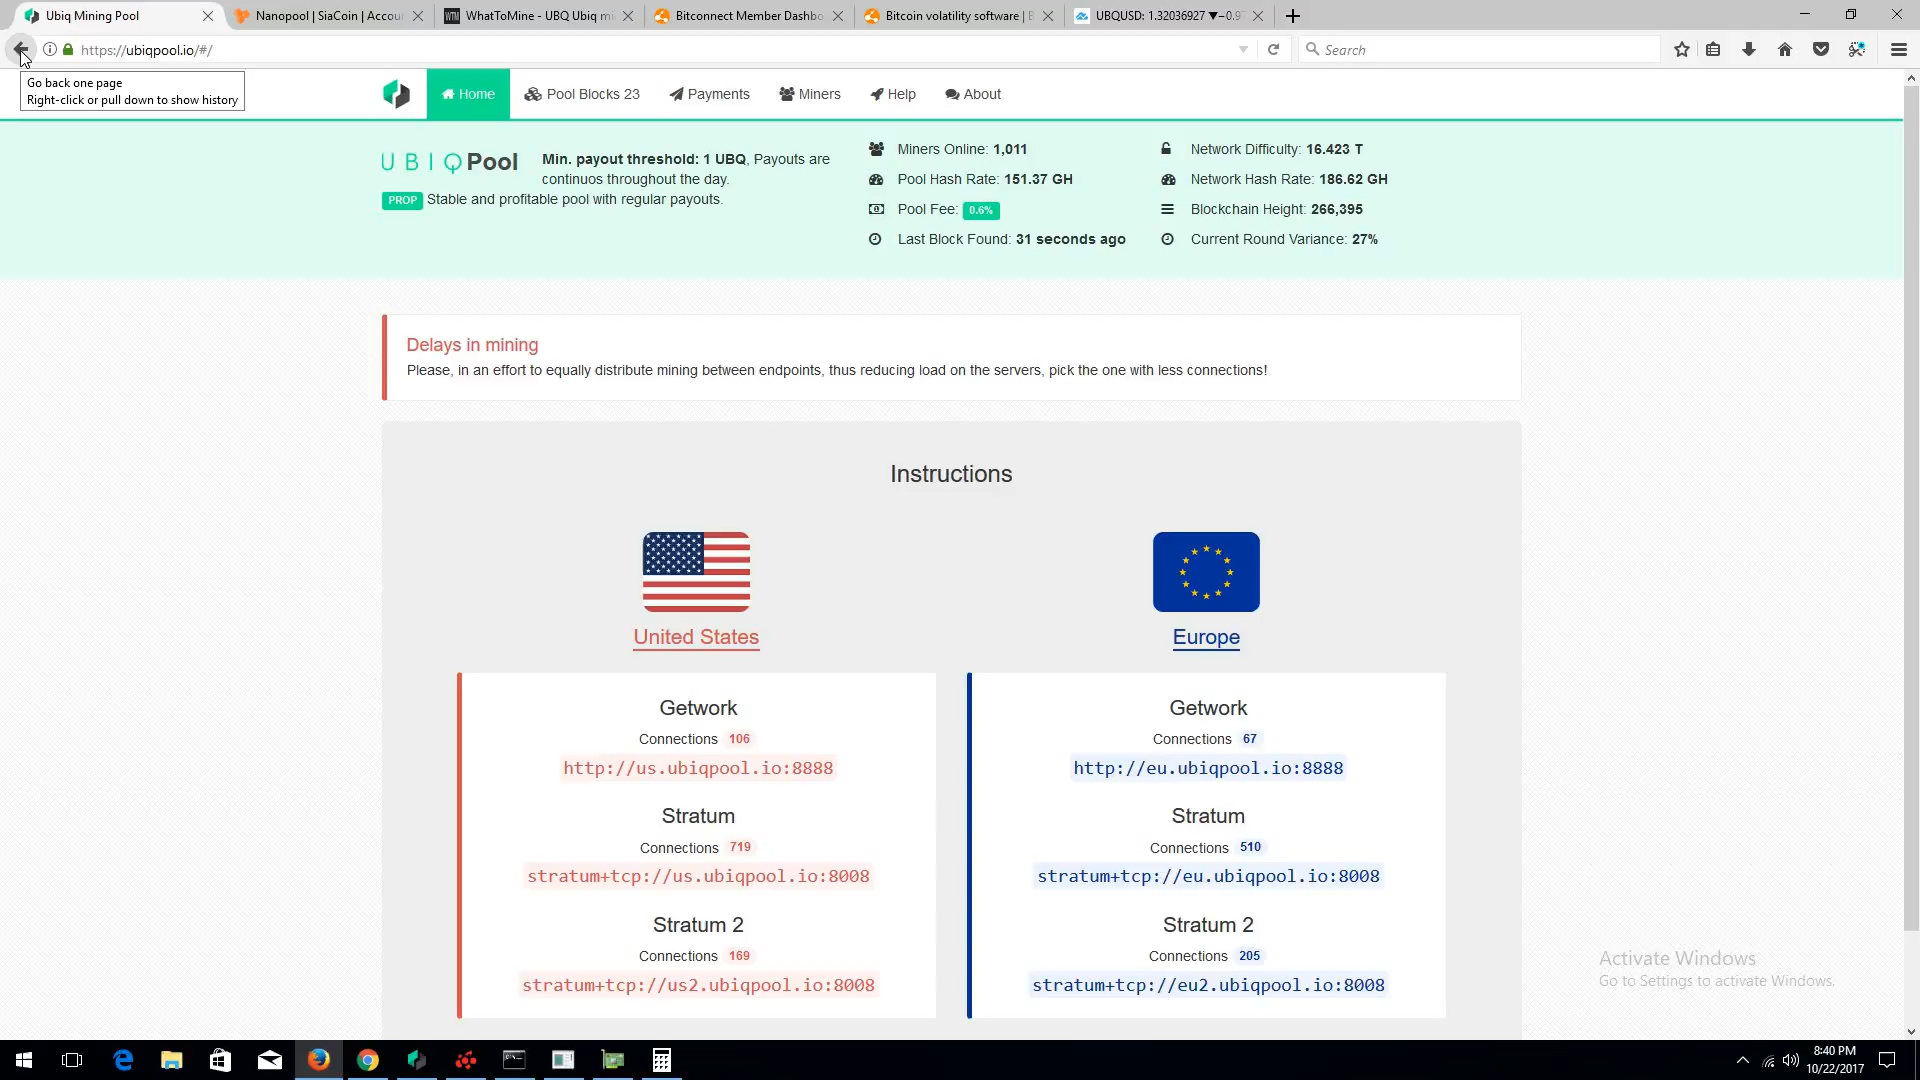 Ubiq Mining Pool
Nanopool | SiaCoin | Accou
WhatToMine - UBQ Ubiq mi
Bitconnect Member Dashbo
Bitcoin volatility software | B
UBQUSD: 1.32036927 ▼−0.9
https://ubiqpool.io/#/
Search
Go back one page
Right-click or pull down to show history
Home
Pool Blocks 23
Payments
Miners
Help
About
UBIQ Pool
Min. payout threshold: 1 UBQ, Payouts are
continuos throughout the day.
PROP Stable and profitable pool with regular payouts.
Miners Online: 1,011
Pool Hash Rate: 151.37 GH
Pool Fee: 0.6%
Last Block Found: 31 seconds ago
Network Difficulty: 16.423 T
Network Hash Rate: 186.62 GH
Blockchain Height: 266,395
Current Round Variance: 27%
Delays in mining
Please, in an effort to equally distribute mining between endpoints, thus reducing load on the servers, pick the one with less connections!
Instructions
United States
Getwork
Connections 106
http://us.ubiqpool.io:8888
Stratum
Connections 719
stratum+tcp://us.ubiqpool.io:8008
Stratum 2
Connections 169
stratum+tcp://us2.ubiqpool.io:8008
Europe
Getwork
Connections 67
http://eu.ubiqpool.io:8888
Stratum
Connections 510
stratum+tcp://eu.ubiqpool.io:8008
Stratum 2
Connections 205
stratum+tcp://eu2.ubiqpool.io:8008
Activate Windows
Go to Settings to activate Windows.
8:40 PM
10/22/2017